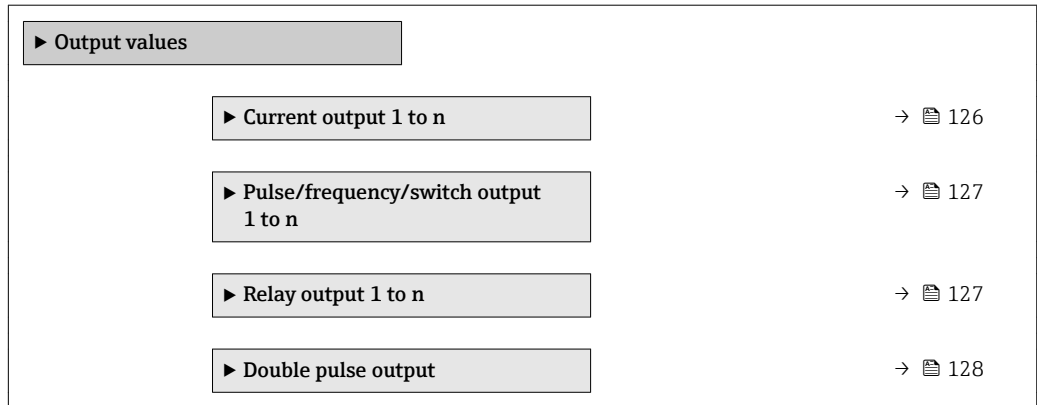 ▶ Output values
▶ Current output 1 to n → 126
▶ Pulse/frequency/switch output
1 to n → 127
▶ Relay output 1 to n → 127
▶ Double pulse output → 128